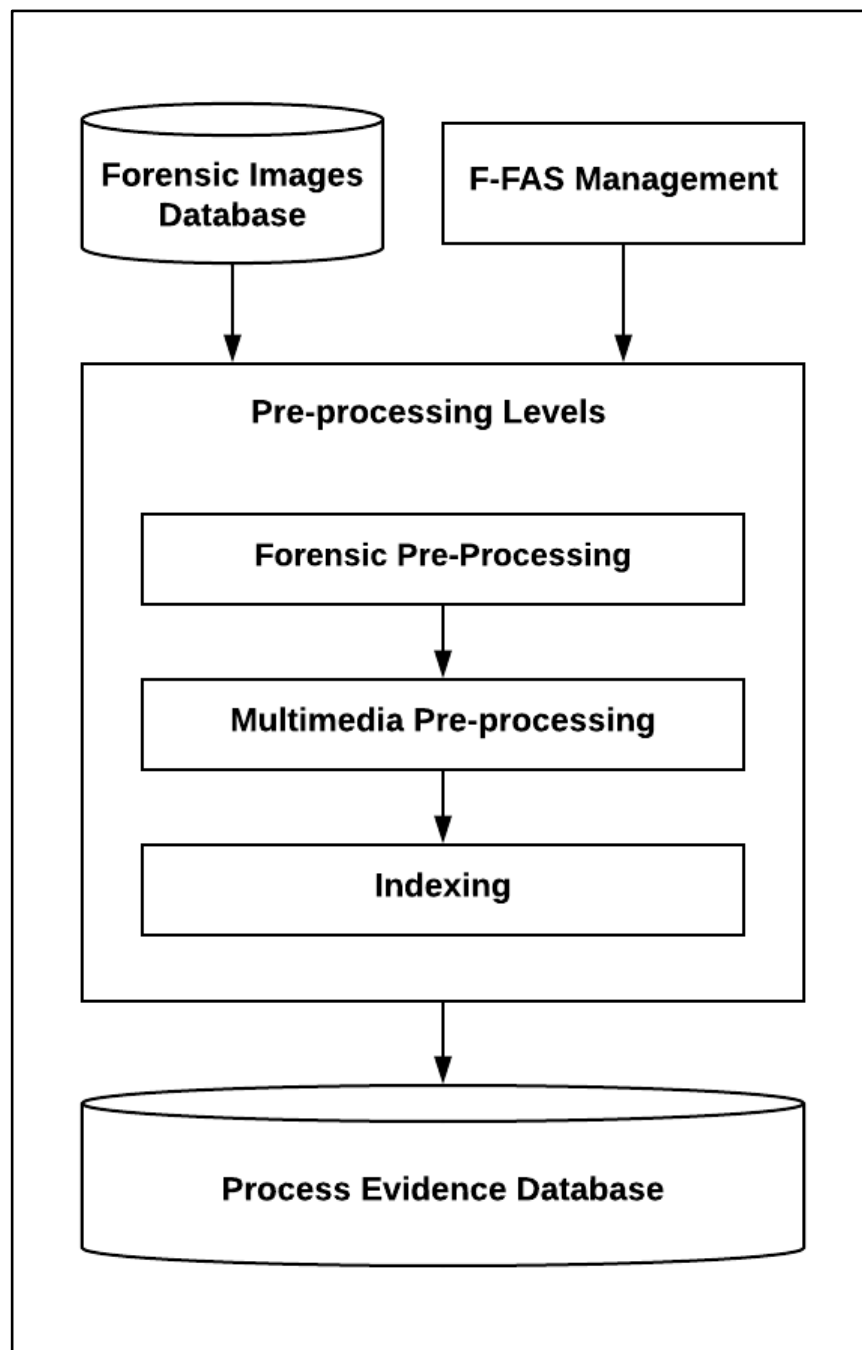 Forensic Images
Database
F-FAS Management
Pre-processing Levels
Forensic Pre-Processing
Multimedia Pre-processing
Indexing
Process Evidence Database